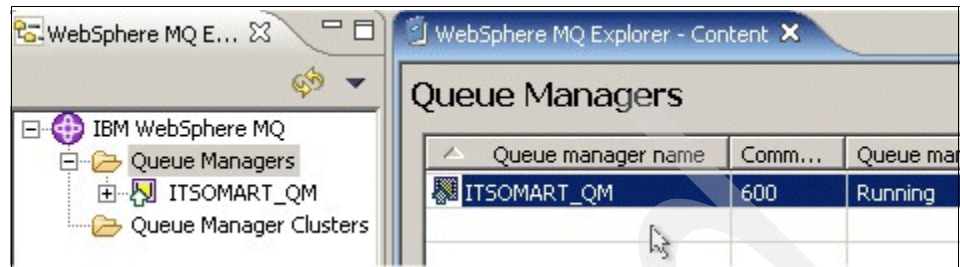 WebSphere MQ E...
IBM WebSphere MQ
Queue Managers
ITSOMART_QM
Queue Manager Clusters
WebSphere MQ Explorer - Content
Queue Managers
Queue manager name Comm... Queue mar
ITSOMART_QM 600 Running